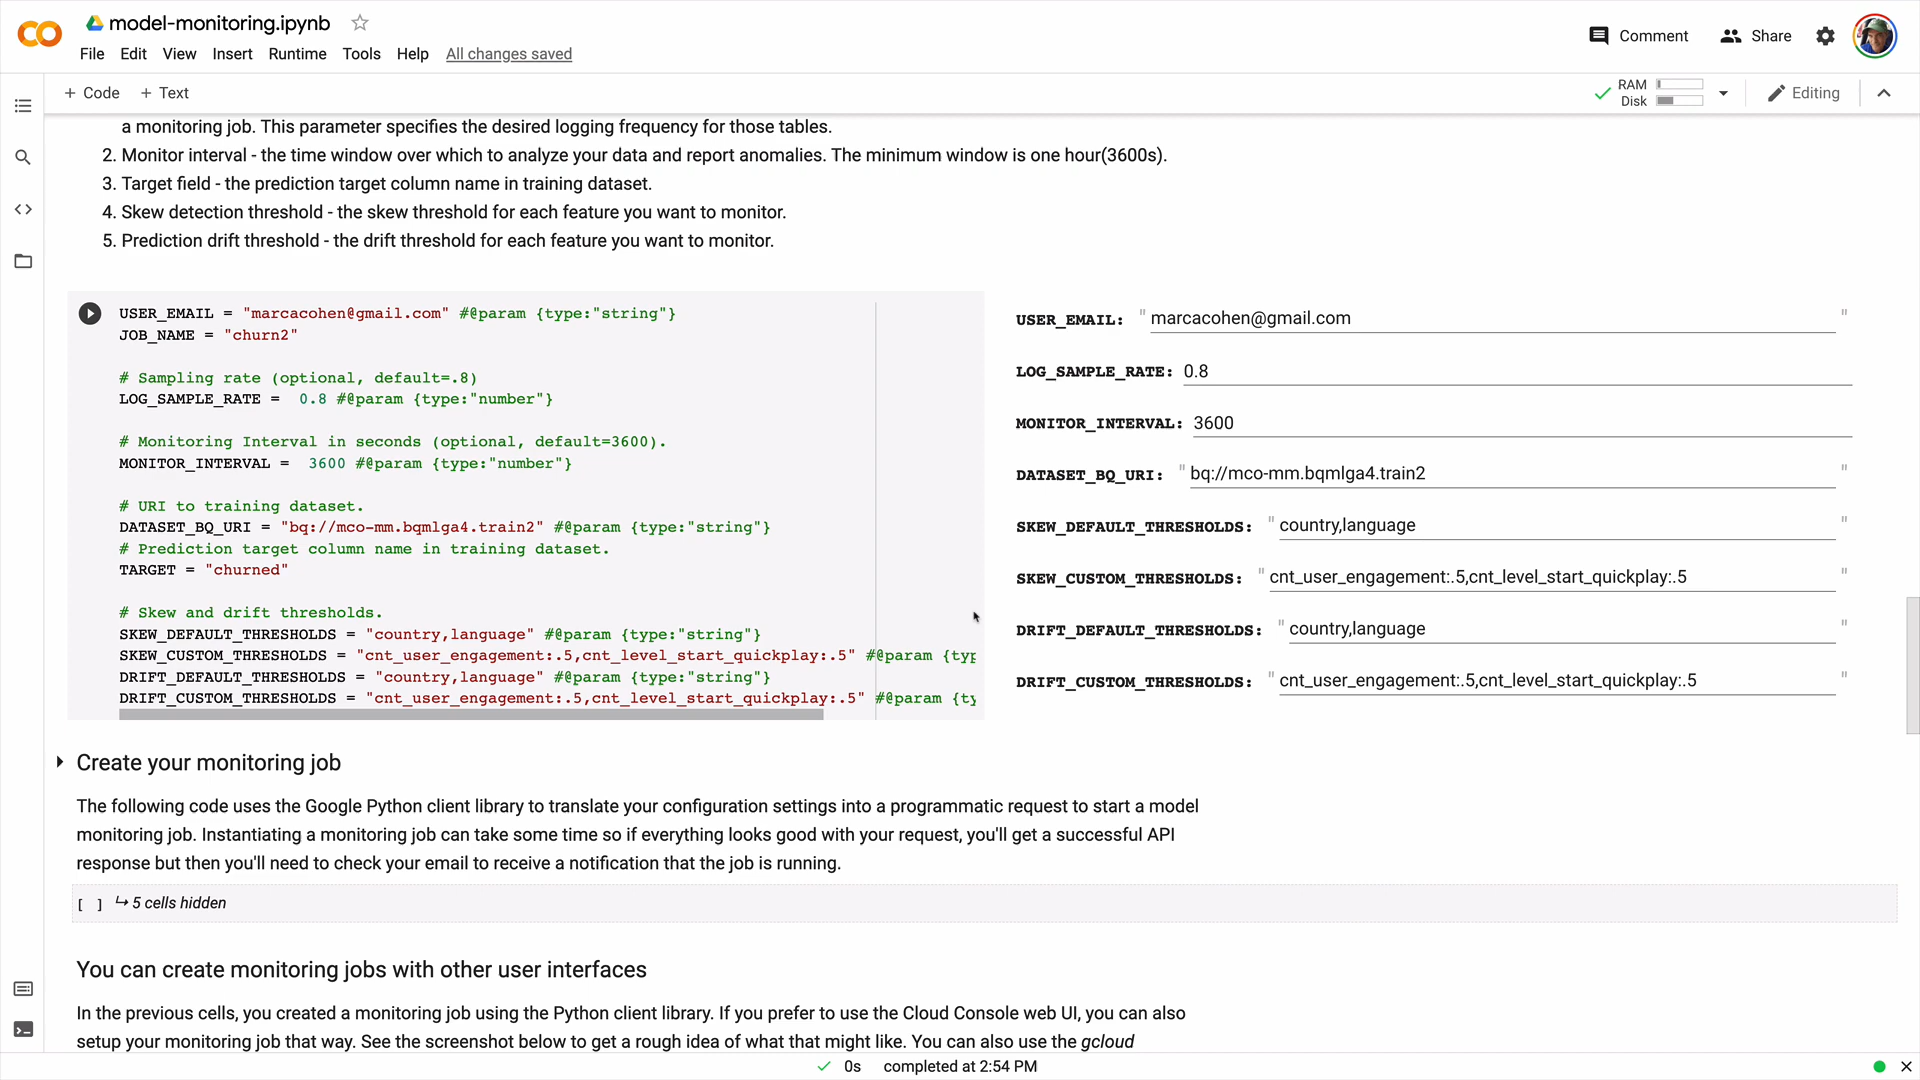 model-monitoring.ipynb
Comment
Share
File Edit View Insert Runtime Tools Help All changes saved
+ Code + Text
RAM
Disk
Editing
a monitoring job. This parameter specifies the desired logging frequency for those tables.
2. Monitor interval - the time window over which to analyze your data and report anomalies. The minimum window is one hour(3600s).
3. Target field - the prediction target column name in training dataset.
4. Skew detection threshold - the skew threshold for each feature you want to monitor.
5. Prediction drift threshold - the drift threshold for each feature you want to monitor.
USER_EMAIL = "marcacohen@gmail.com" #@param {type:"string"}
JOB_NAME = "churn2"
# Sampling rate (optional, default=.8)
LOG_SAMPLE_RATE = 0.8 #@param {type:"number"}
# Monitoring Interval in seconds (optional, default=3600).
MONITOR_INTERVAL = 3600 #@param {type:"number"}
# URI to training dataset.
DATASET_BQ_URI = "bq://mco-mm.bqmlga4.train2" #@param {type:"string"}
# Prediction target column name in training dataset.
TARGET = "churned"
# Skew and drift thresholds.
SKEW_DEFAULT_THRESHOLDS = "country,language" #@param {type:"string"}
SKEW_CUSTOM_THRESHOLDS = "cnt_user_engagement:.5,cnt_level_start_quickplay:.5" #@param {typ
DRIFT_DEFAULT_THRESHOLDS = "country,language" #@param {type:"string"}
DRIFT_CUSTOM_THRESHOLDS = "cnt_user_engagement:.5,cnt_level_start_quickplay:.5" #@param {ty
USER_EMAIL: " marcacohen@gmail.com "
LOG_SAMPLE_RATE: 0.8
MONITOR_INTERVAL: 3600
DATASET_BQ_URI: " bq://mco-mm.bqmlga4.train2 "
SKEW_DEFAULT_THRESHOLDS: " country,language "
SKEW_CUSTOM_THRESHOLDS: " cnt_user_engagement:.5,cnt_level_start_quickplay:.5 "
DRIFT_DEFAULT_THRESHOLDS: " country,language "
DRIFT_CUSTOM_THRESHOLDS: " cnt_user_engagement:.5,cnt_level_start_quickplay:.5 "
Create your monitoring job
The following code uses the Google Python client library to translate your configuration settings into a programmatic request to start a model
monitoring job. Instantiating a monitoring job can take some time so if everything looks good with your request, you'll get a successful API
response but then you'll need to check your email to receive a notification that the job is running.
[ ] ↳ 5 cells hidden
You can create monitoring jobs with other user interfaces
In the previous cells, you created a monitoring job using the Python client library. If you prefer to use the Cloud Console web UI, you can also
setup your monitoring job that way. See the screenshot below to get a rough idea of what that might like. You can also use the gcloud
0s completed at 2:54 PM